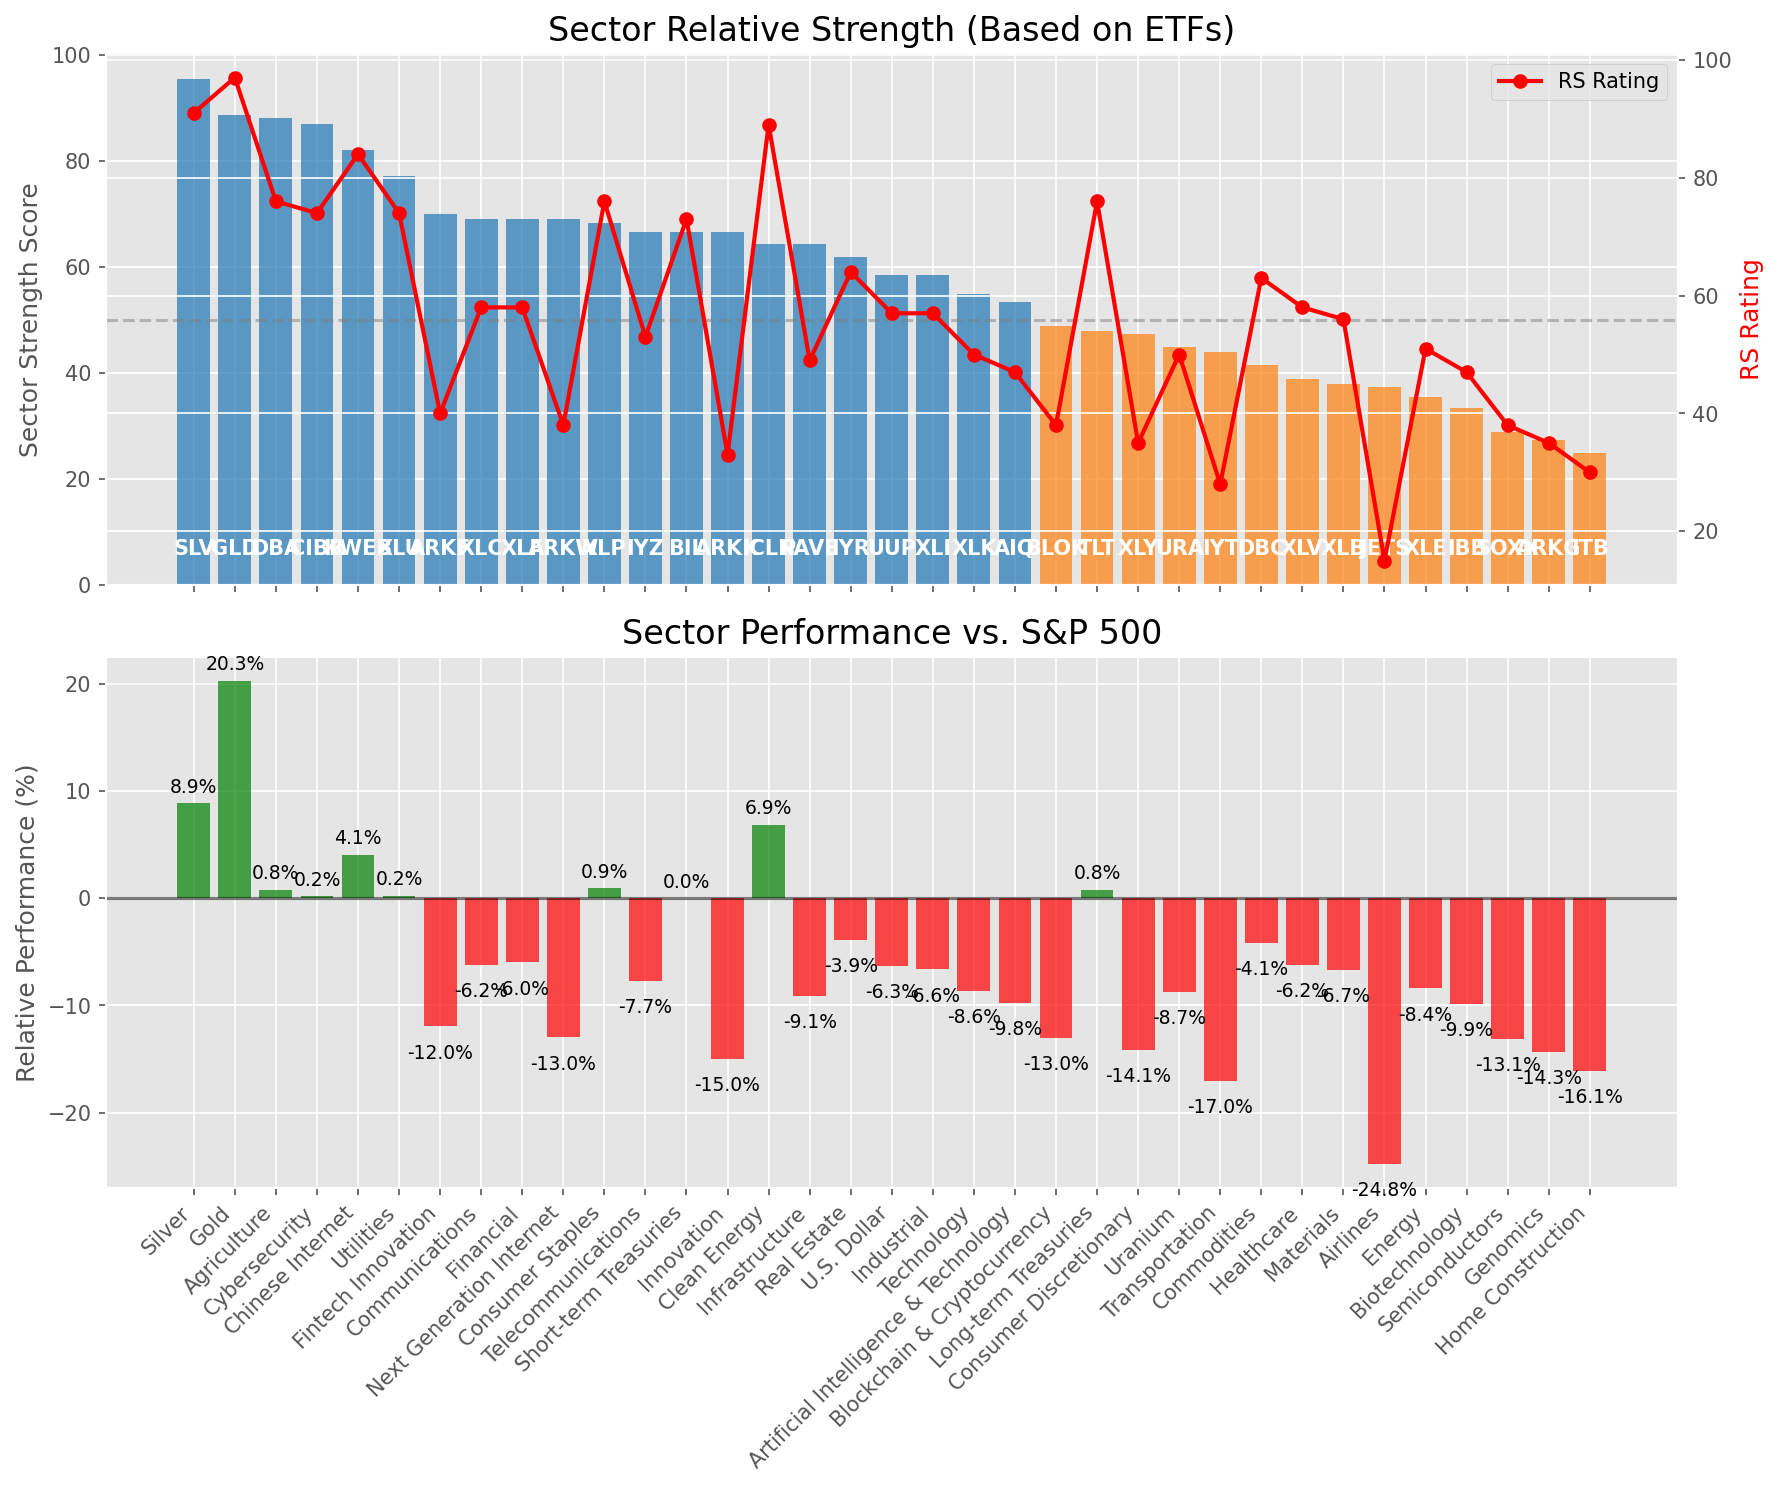 Sector Relative Strength (Based on ETFs)
Sector Strength Score
100
80
60
40
20
0
RS Rating
100
80
60
40
20
RS Rating
SLV GLD DBA CIBR KWEB XLU ARKF XLC XLF ARKW XLP IYZ BIL ARKK ICLN PAVE IYR UUP XLI XLK AIQ BLOK TLT XLY URA IYT DBC XLV XLB JETS XLE IBB SOXX ARKG ITB
Sector Performance vs. S&P 500
Relative Performance (%)
20
10
0
−10
−20
8.9%
20.3%
0.8%
0.2%
4.1%
0.2%
-12.0%
-6.2%
-6.0%
-13.0%
0.9%
-7.7%
0.0%
-15.0%
6.9%
-9.1%
-3.9%
-6.3%
-6.6%
-8.6%
-9.8%
-13.0%
0.8%
-14.1%
-8.7%
-17.0%
-4.1%
-6.2%
-6.7%
-24.8%
-8.4%
-9.9%
-13.1%
-14.3%
-16.1%
Silver
Gold
Agriculture
Cybersecurity
Chinese Internet
Utilities
Fintech Innovation
Communications
Financial
Next Generation Internet
Consumer Staples
Telecommunications
Short-term Treasuries
Innovation
Clean Energy
Infrastructure
Real Estate
U.S. Dollar
Industrial
Technology
Artificial Intelligence & Technology
Blockchain & Cryptocurrency
Long-term Treasuries
Consumer Discretionary
Uranium
Transportation
Commodities
Healthcare
Materials
Airlines
Energy
Biotechnology
Semiconductors
Genomics
Home Construction